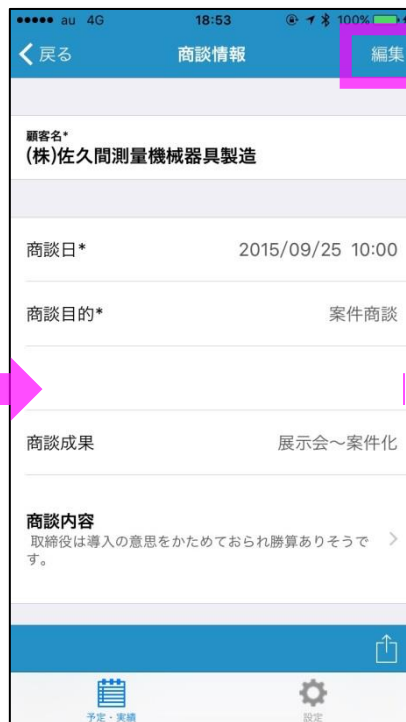 au 4G 18:53 100%
戻る 商談情報 編集
顧客名*
(株)佐久間測量機械器具製造
商談日* 2015/09/25 10:00
商談目的* 案件商談
商談成果 展示会～案件化
商談内容
取締役は導入の意思をかためておられ勝算ありそうで
す。
予定・実績 設定